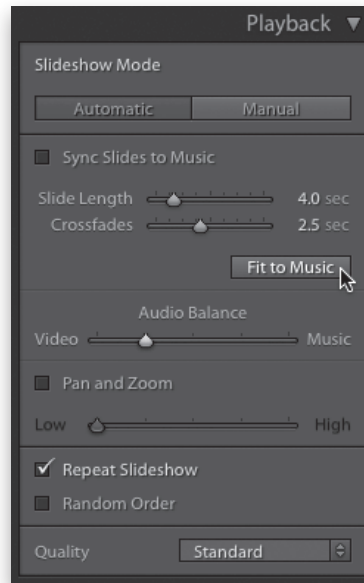 Playback
Slideshow Mode
Automatic Manual
Sync Slides to Music
Slide Length 4.0 sec
Crossfades 2.5 sec
Fit to Music
Audio Balance
Video Music
Pan and Zoom
Low High
Repeat Slideshow
Random Order
Quality Standard